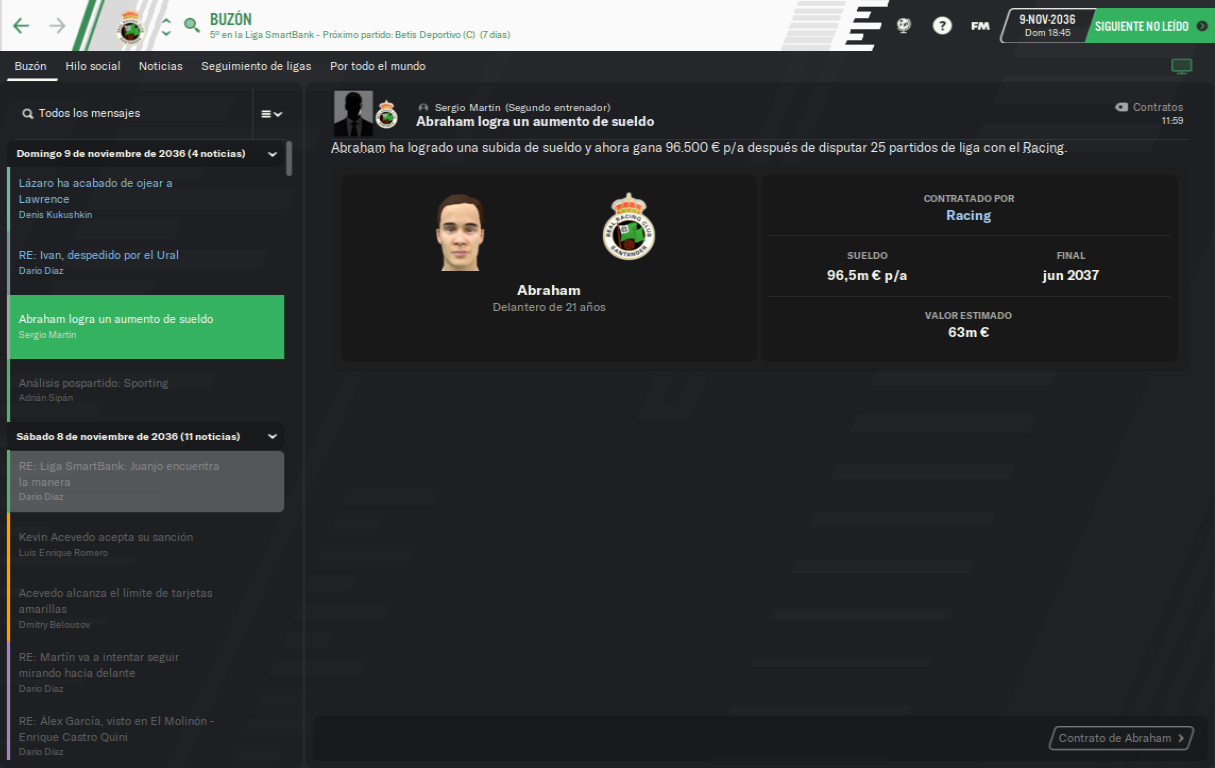 BUZÓN
5º en la Liga SmartBank - Próximo partido: Betis Deportivo (C) (7 días)
?
FM
9-NOV-2036
Dom 18:45
SIGUIENTE NO LEÍDO
Buzón Hilo social Noticias Seguimiento de ligas Por todo el mundo
Todos los mensajes
Domingo 9 de noviembre de 2036 (4 noticias)
Lázaro ha acabado de ojear a
Lawrence
Denis Kukushkin
RE: Ivan, despedido por el Ural
Darío Díaz
Abraham logra un aumento de sueldo
Sergio Martín
Análisis pospartido: Sporting
Adrián Sipán
Sábado 8 de noviembre de 2036 (11 noticias)
RE: Liga SmartBank: Juanjo encuentra
la manera
Darío Díaz
Kevin Acevedo acepta su sanción
Luis Enrique Romero
Acevedo alcanza el límite de tarjetas
amarillas
Dmitry Belousov
RE: Martín va a intentar seguir
mirando hacia delante
Darío Díaz
RE: Álex García, visto en El Molinón -
Enrique Castro Quini
Darío Díaz
Sergio Martín (Segundo entrenador)
Abraham logra un aumento de sueldo
Contratos
11:59
Abraham ha logrado una subida de sueldo y ahora gana 96.500 € p/a después de disputar 25 partidos de liga con el Racing.
REAL RACING CLUB
SANTANDER
Abraham
Delantero de 21 años
CONTRATADO POR
Racing
SUELDO
96,5m € p/a
FINAL
jun 2037
VALOR ESTIMADO
63m €
Contrato de Abraham